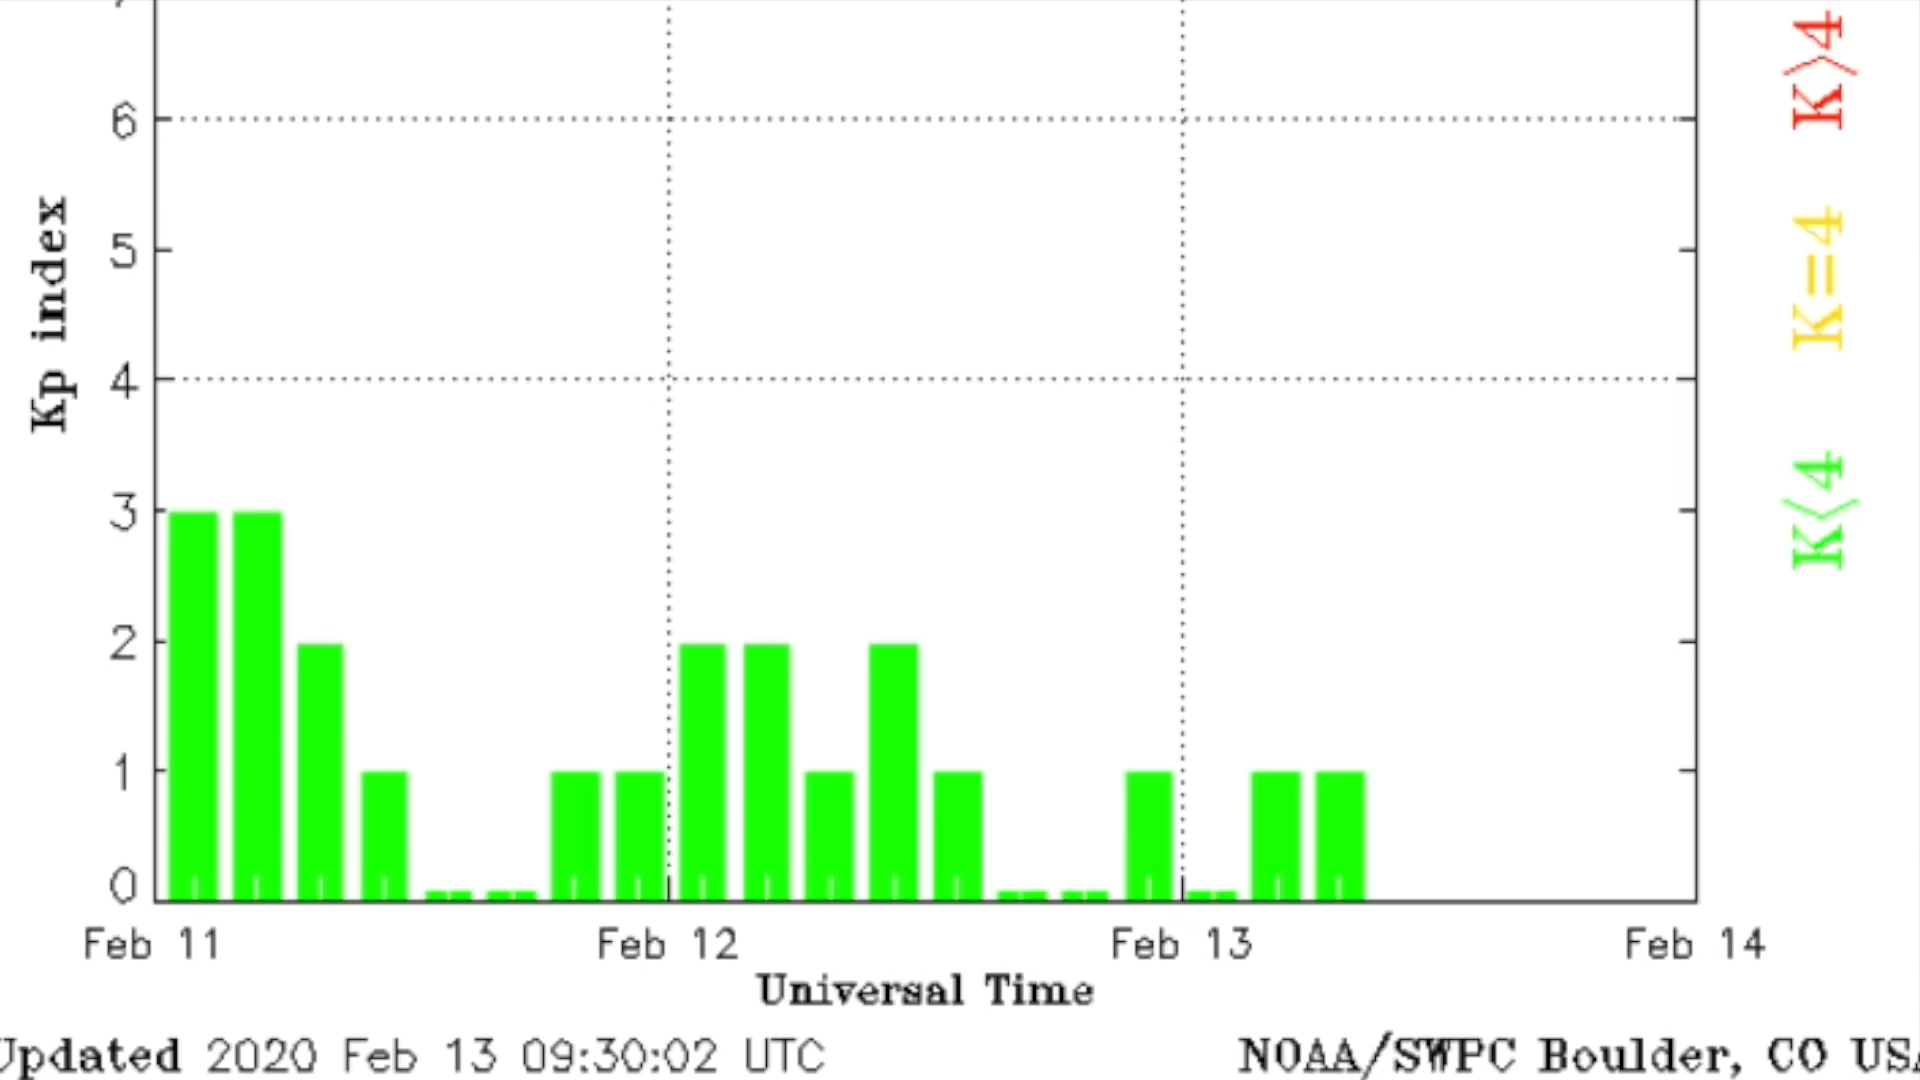 K>4
6
Kp index
5
K=4
4
K<4
3
2
1
0
Feb 11 Feb 12 Feb 13 Feb 14
Universal Time
Updated 2020 Feb 13 09:30:02 UTC NOAA/SWPC Boulder, CO USA